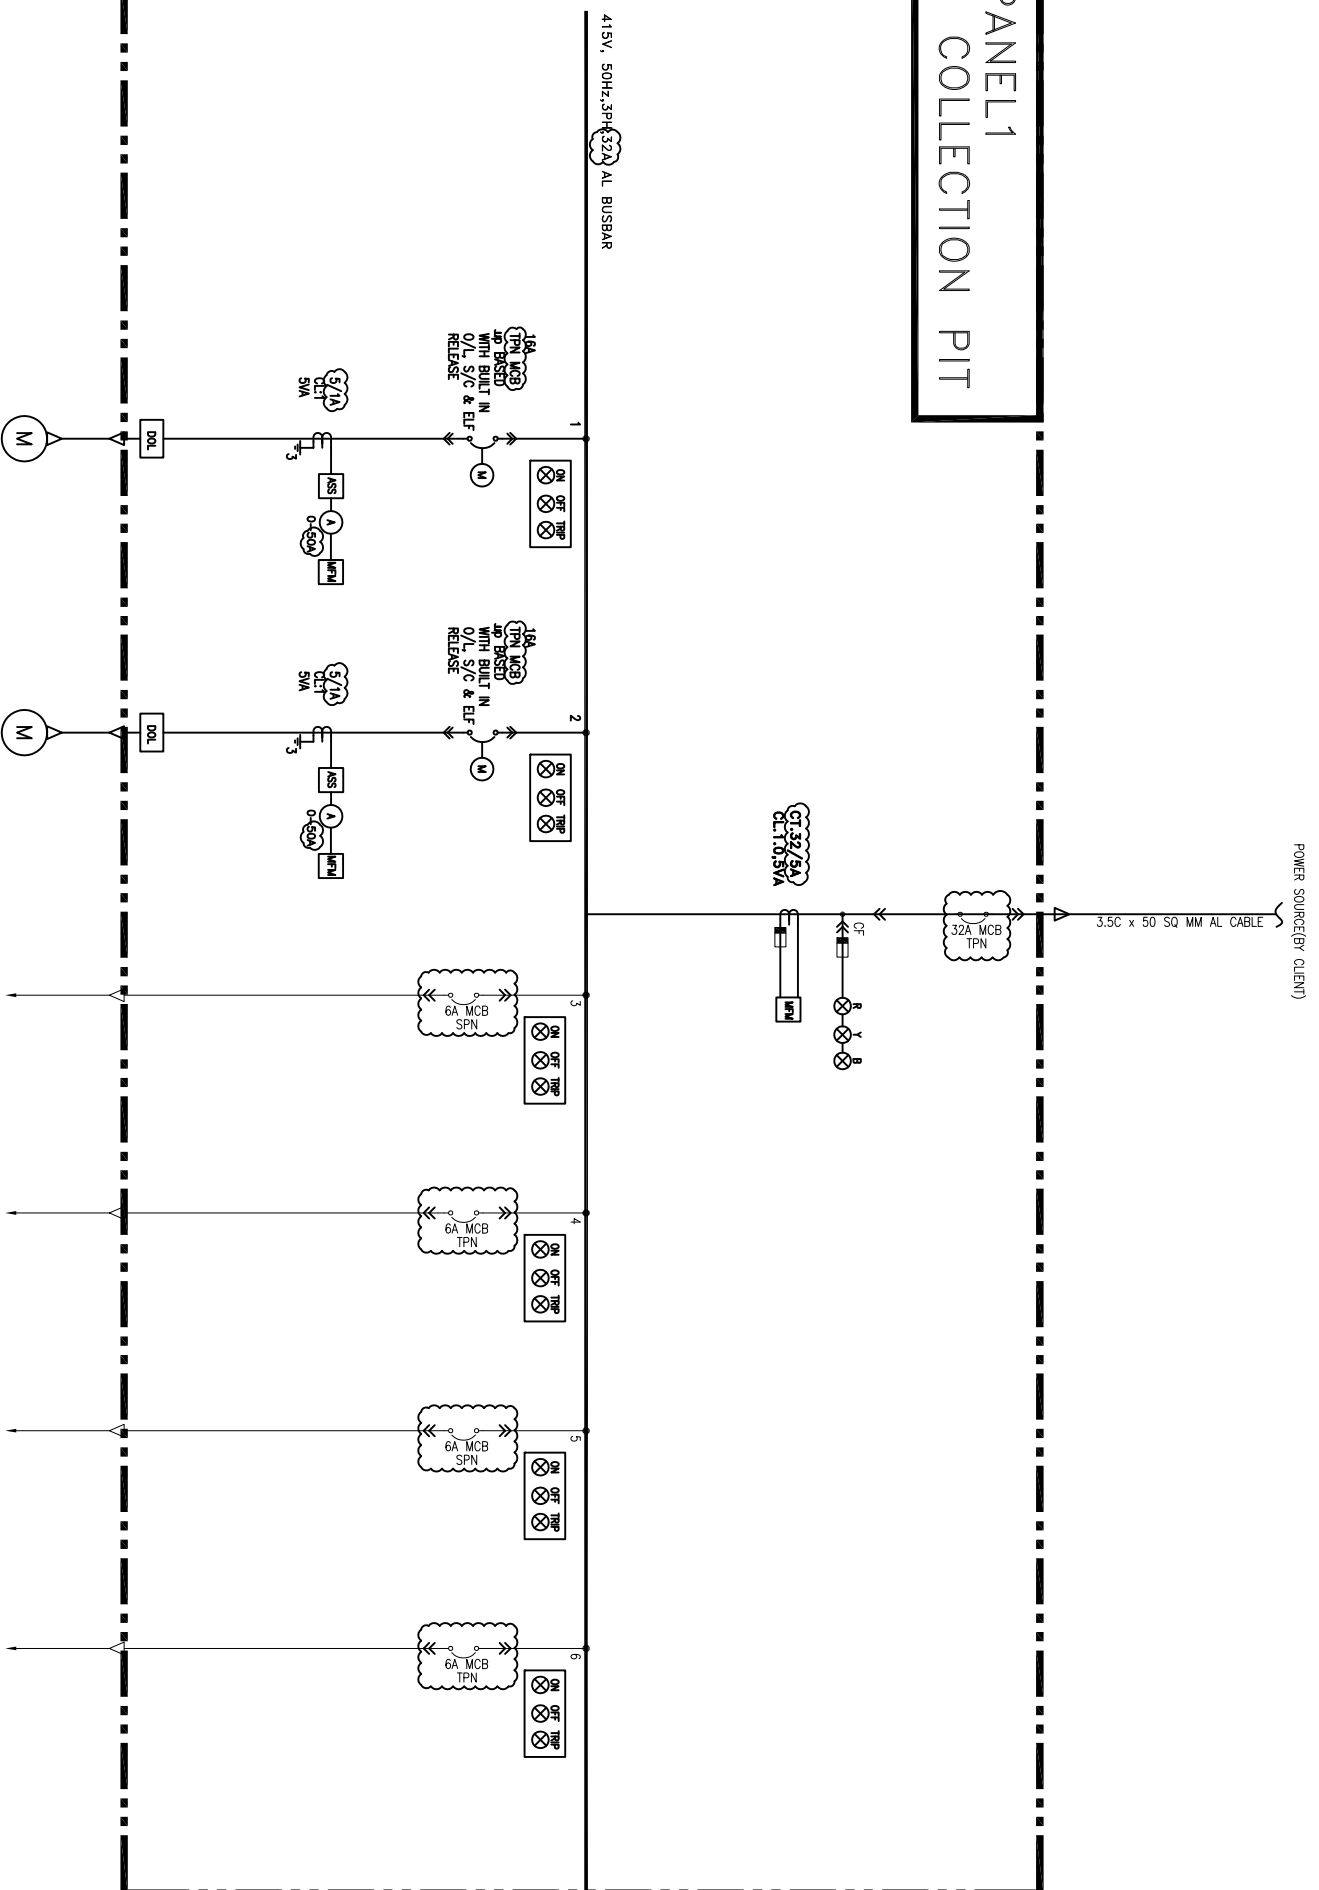 PANEL1
COLLECTION PIT
POWER SOURCE(BY CLIENT)
3.5C x 50 SQ MM AL CABLE
32A MCB
TPN
CF
R Y B
CT.32/5A
CL.1.0,5VA
MFM
415V, 50Hz,3PH,32A AL BUSBAR
1
16A
TPN MCB
µp BASED
WITH BUILT IN
O/L, S/C & ELF
RELEASE
M
ON OFF TRIP
5/1A
CL:1
5VA
3
ASS
A
0-50A
MFM
DOL
M
2
16A
TPN MCB
µp BASED
WITH BUILT IN
O/L, S/C & ELF
RELEASE
M
ON OFF TRIP
5/1A
CL:1
5VA
3
ASS
A
0-50A
MFM
DOL
M
3
6A MCB
SPN
ON OFF TRIP
4
6A MCB
TPN
ON OFF TRIP
5
6A MCB
SPN
ON OFF TRIP
6
6A MCB
TPN
ON OFF TRIP